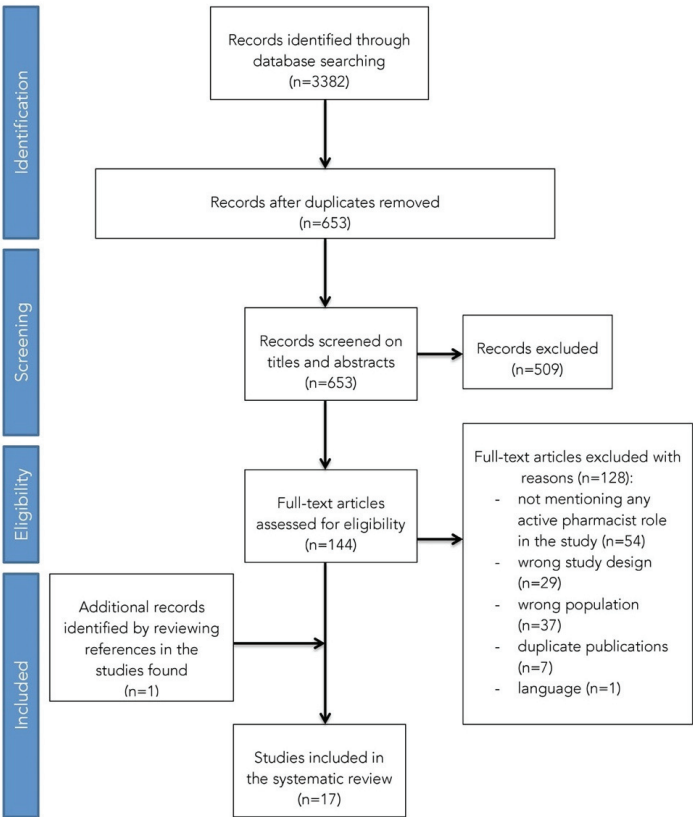 Identification
Records identified through
database searching
(n=3382)
Records after duplicates removed
(n=653)
Screening
Records screened on
titles and abstracts
(n=653)
Records excluded
(n=509)
Eligibility
Full-text articles
assessed for eligibility
(n=144)
Full-text articles excluded with
reasons (n=128):
- not mentioning any
active pharmacist role
in the study (n=54)
- wrong study design
(n=29)
- wrong population
(n=37)
- duplicate publications
(n=7)
- language (n=1)
Included
Additional records
identified by reviewing
references in the
studies found
(n=1)
Studies included in
the systematic review
(n=17)